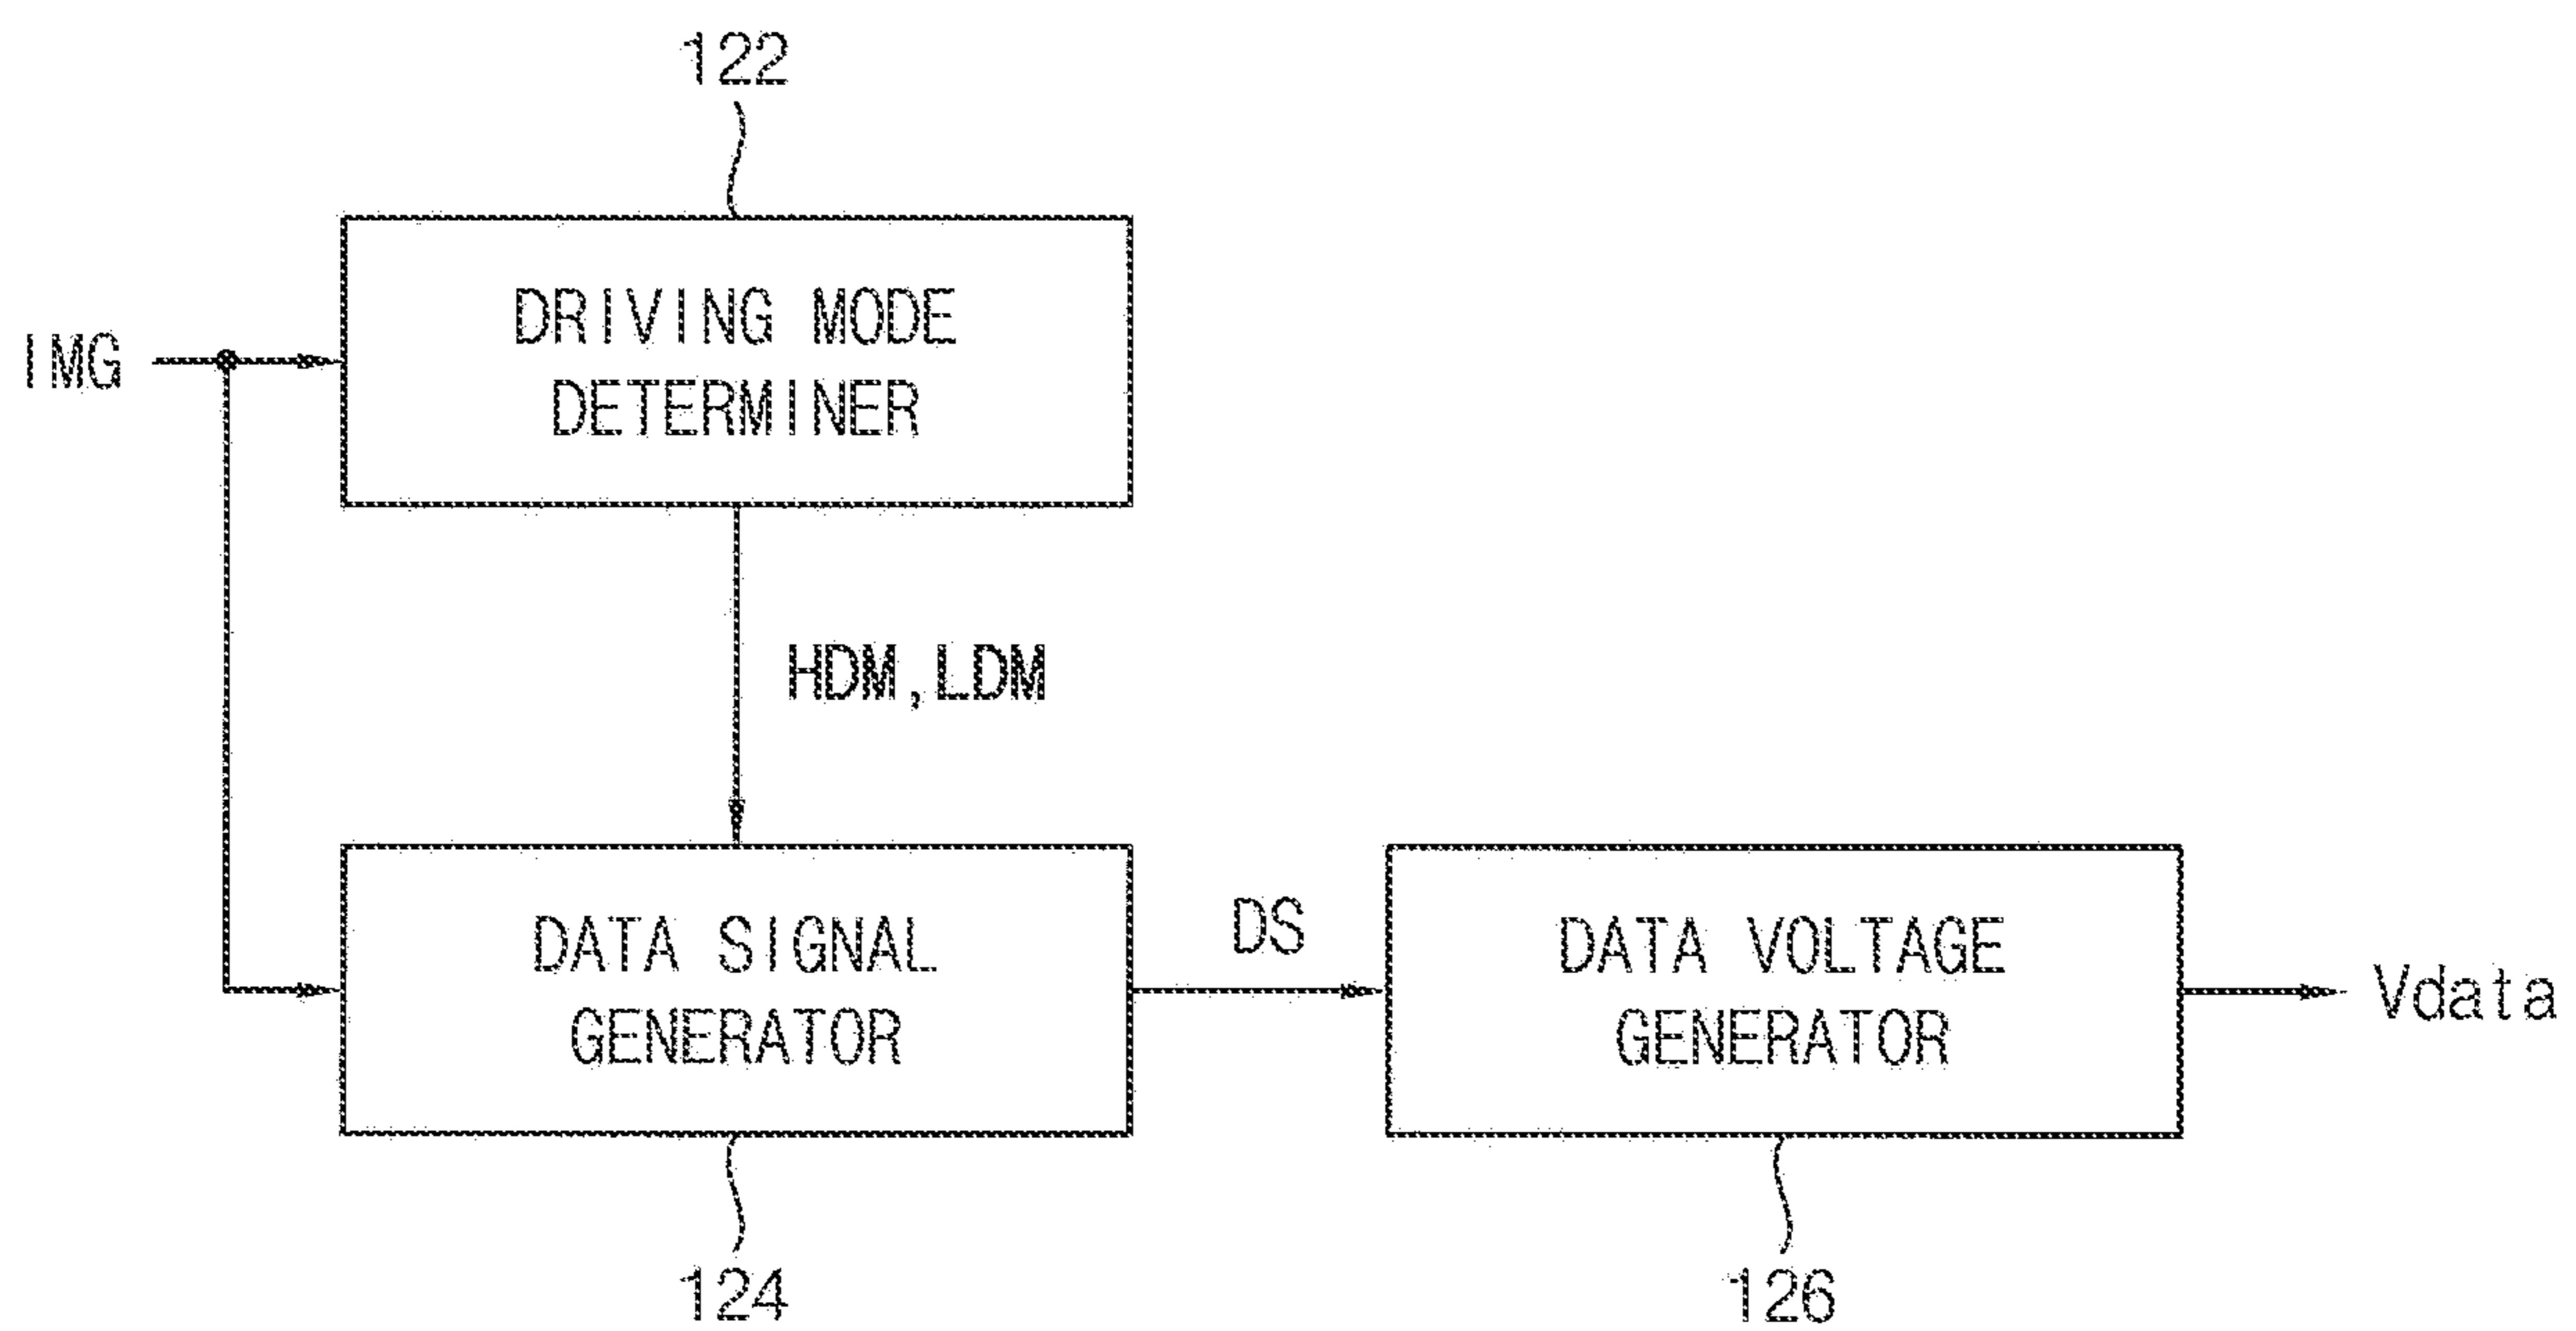 122
DRIVING MODE
DETERMINER
IMG
HDM,LDM
DATA SIGNAL
GENERATOR
DS
DATA VOLTAGE
GENERATOR
Vdata
124
126